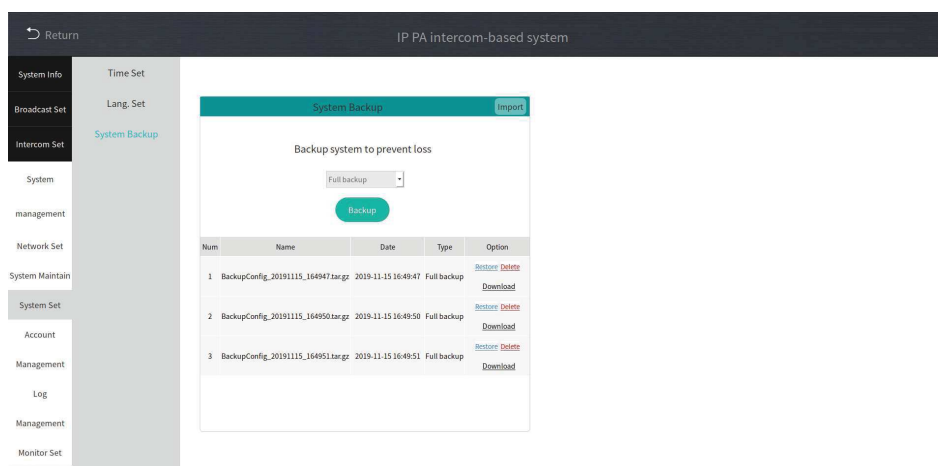 Return
IP PA intercom-based system
System Info
Broadcast Set
Intercom Set
System
management
Network Set
System Maintain
System Set
Account
Management
Log
Management
Monitor Set
Time Set
Lang. Set
System Backup
System Backup
Import
Backup system to prevent loss
Full backup
Backup
Num Name Date Type Option
1 BackupConfig_20191115_164947.tar.gz 2019-11-15 16:49:47 Full backup Restore Delete
Download
2 BackupConfig_20191115_164950.tar.gz 2019-11-15 16:49:50 Full backup Restore Delete
Download
3 BackupConfig_20191115_164951.tar.gz 2019-11-15 16:49:51 Full backup Restore Delete
Download